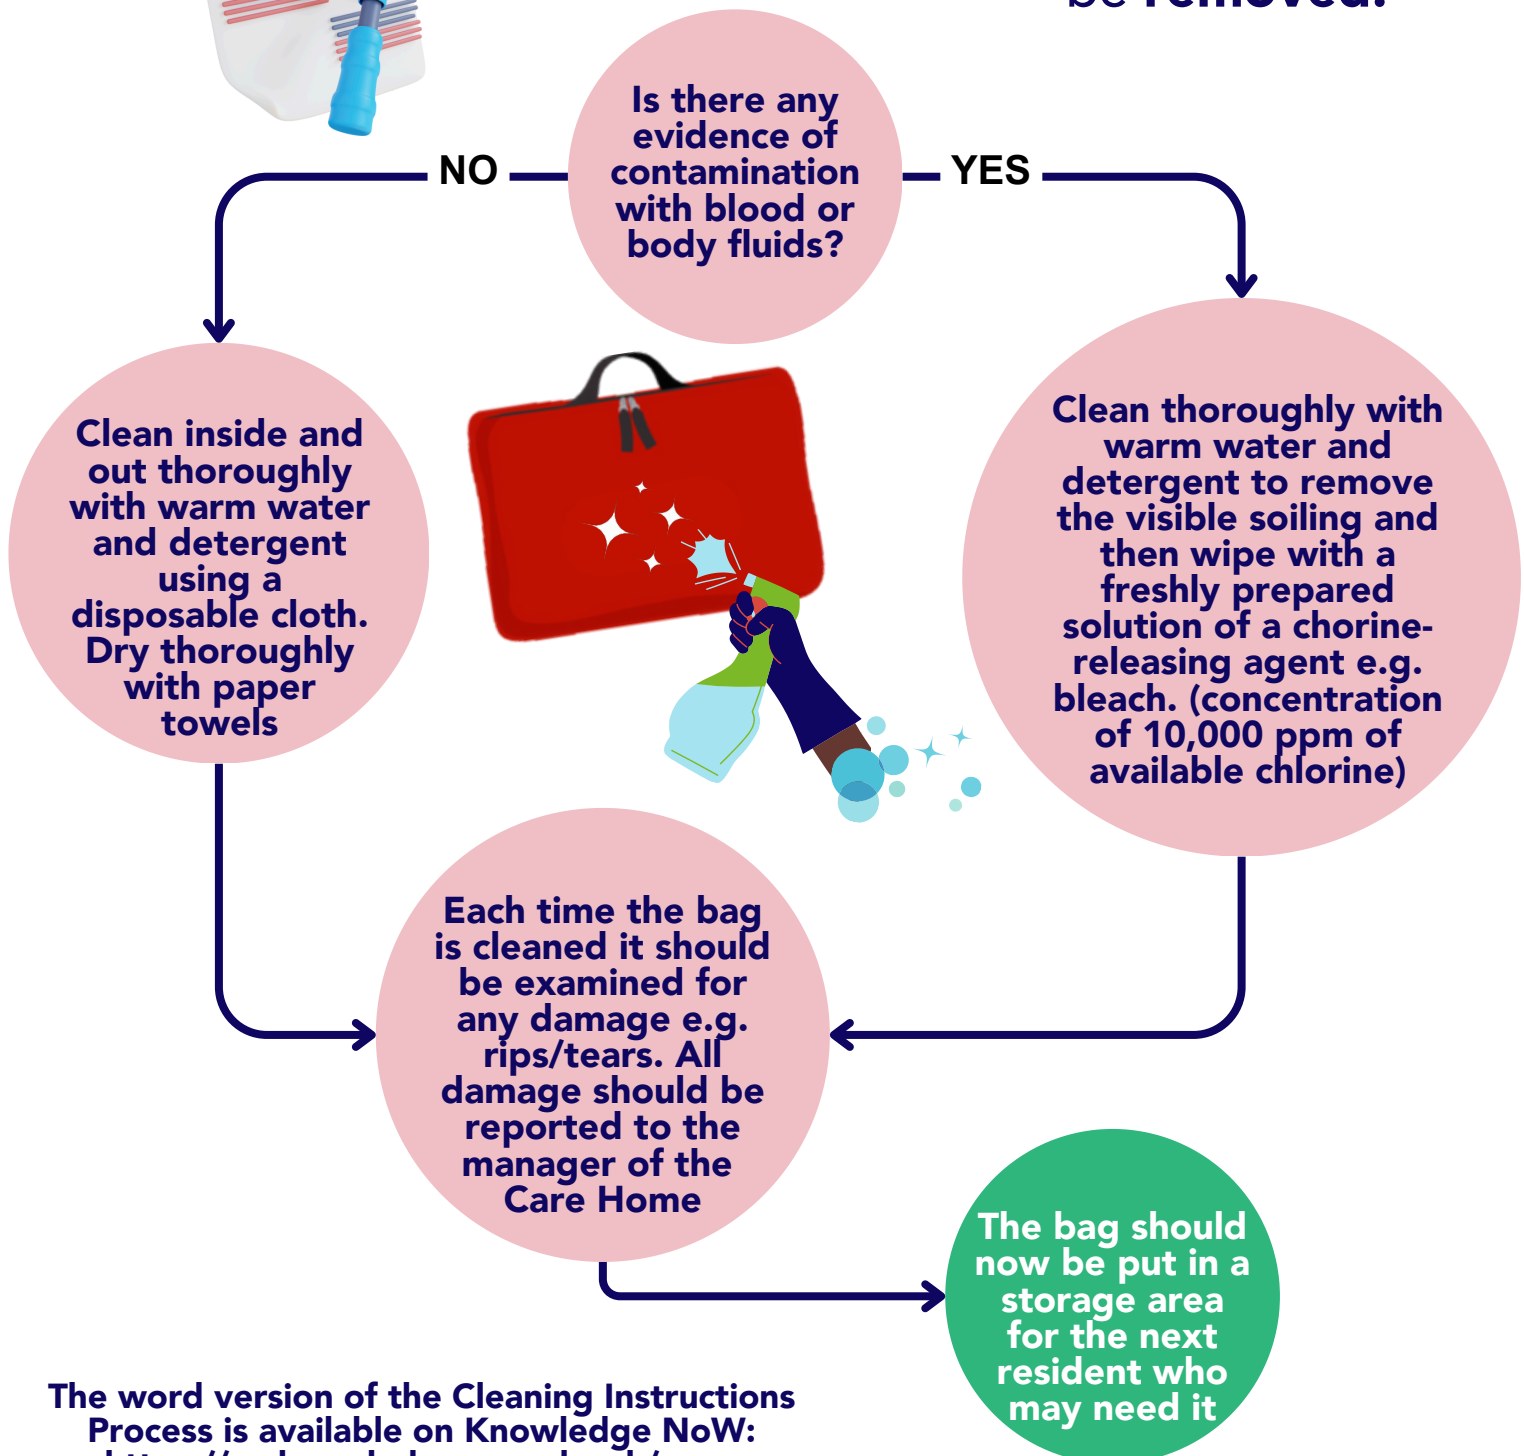 be removed.
Is there any
evidence of
contamination
with blood or
body fluids?
NO
YES
Clean inside and
out thoroughly
with warm water
and detergent
using a
disposable cloth.
Dry thoroughly
with paper
towels
Clean thoroughly with
warm water and
detergent to remove
the visible soiling and
then wipe with a
freshly prepared
solution of a chorine-
releasing agent e.g.
bleach. (concentration
of 10,000 ppm of
available chlorine)
Each time the bag
is cleaned it should
be examined for
any damage e.g.
rips/tears. All
damage should be
reported to the
manager of the
Care Home
The bag should
now be put in a
storage area
for the next
resident who
may need it
The word version of the Cleaning Instructions
Process is available on Knowledge NoW: